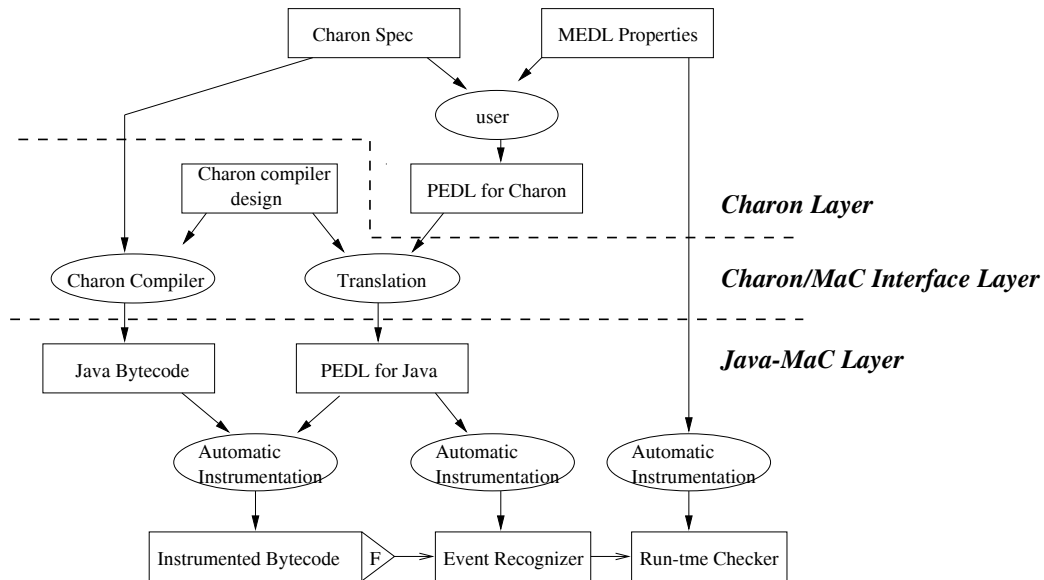 Charon Spec
MEDL Properties
user
Charon compiler
design
PEDL for Charon
Charon Layer
Charon Compiler
Translation
Charon/MaC Interface Layer
Java Bytecode
PEDL for Java
Java-MaC Layer
Automatic
Instrumentation
Automatic
Instrumentation
Automatic
Instrumentation
Instrumented Bytecode
F
Event Recognizer
Run-tme Checker